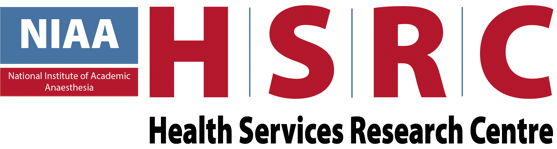 NIAA
National Institute of Academic
Anaesthesia
HSRC
Health Services Research Centre